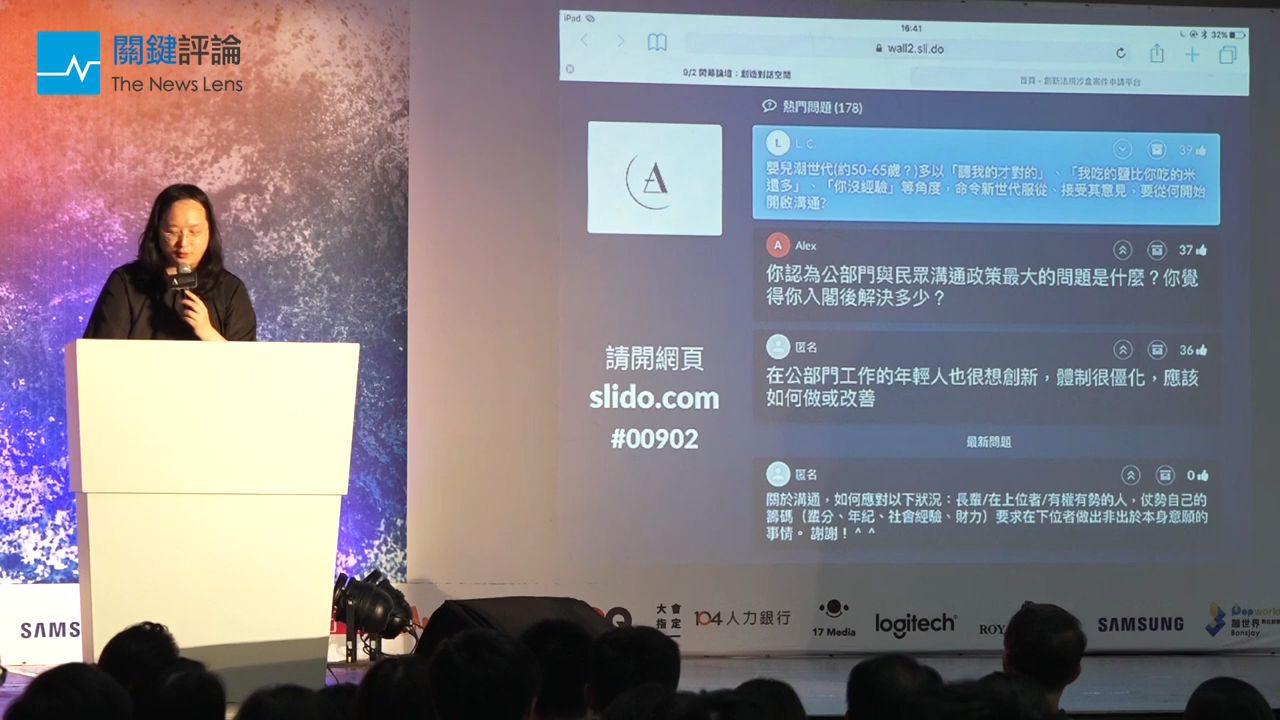 關鍵評論
The News Lens
iPad
16:41
32%
wall2.sli.do
9/2 開幕論壇：創造對話空間
首頁 - 創新法規沙盒案件申請平台
熱門問題 (178)
A
L
L C.
39
嬰兒潮世代(約50-65歲？)多以「聽我的才對的」、「我吃的鹽比你吃的米
還多」、「你沒經驗」等角度，命令新世代服從、接受其意見，要從何開始
開啟溝通?
A
Alex
37
你認為公部門與民眾溝通政策最大的問題是什麼？你覺
得你入閣後解決多少？
匿名
36
在公部門工作的年輕人也很想創新，體制很僵化，應該
如何做或改善
請開網頁
slido.com
#00902
最新問題
匿名
0
關於溝通，如何應對以下狀況：長輩/在上位者/有權有勢的人，仗勢自己的
籌碼（輩分、年紀、社會經驗、財力）要求在下位者做出非出於本身意願的
事情。 謝謝！ ^ ^
SAMS
大會
指定
104人力銀行
17 Media
logitech
ROY
SAMSUNG
Bonsjoy